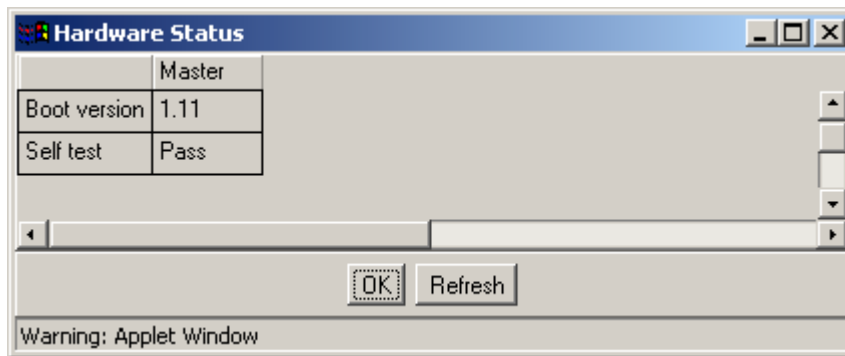 Hardware Status
Master
Boot version 1.11
Self test Pass
OK Refresh
Warning: Applet Window